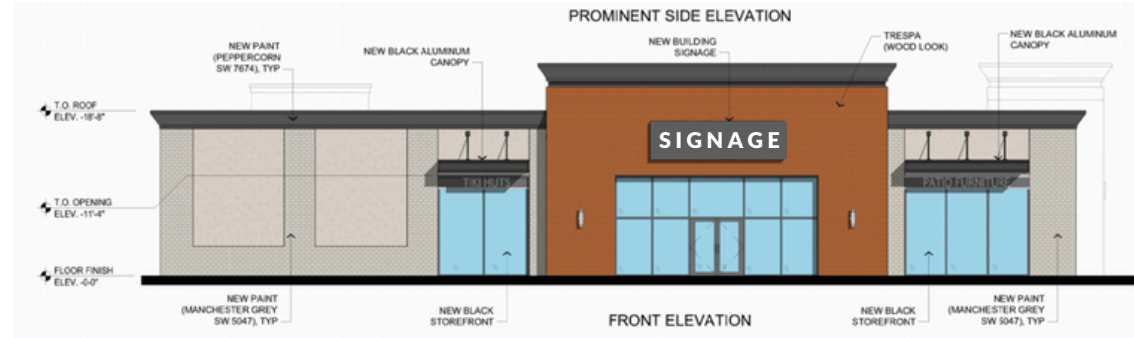 PROMINENT SIDE ELEVATION
NEW PAINT
(PEPPERCORN
SW 7674), TYP
NEW BLACK ALUMINUM
CANOPY
NEW BUILDING
SIGNAGE
TRESPA
(WOOD LOOK)
NEW BLACK ALUMINUM
CANOPY
T.O. ROOF
ELEV. -18'-8"
SIGNAGE
TIKI HUTS
PATIO FURNITURE
T.O. OPENING
ELEV. -11'-4"
FLOOR FINISH
ELEV. -0-0"
NEW PAINT
(MANCHESTER GREY
SW 5047), TYP
NEW BLACK
STOREFRONT
FRONT ELEVATION
NEW BLACK
STOREFRONT
NEW PAINT
(MANCHESTER GREY
SW 5047), TYP